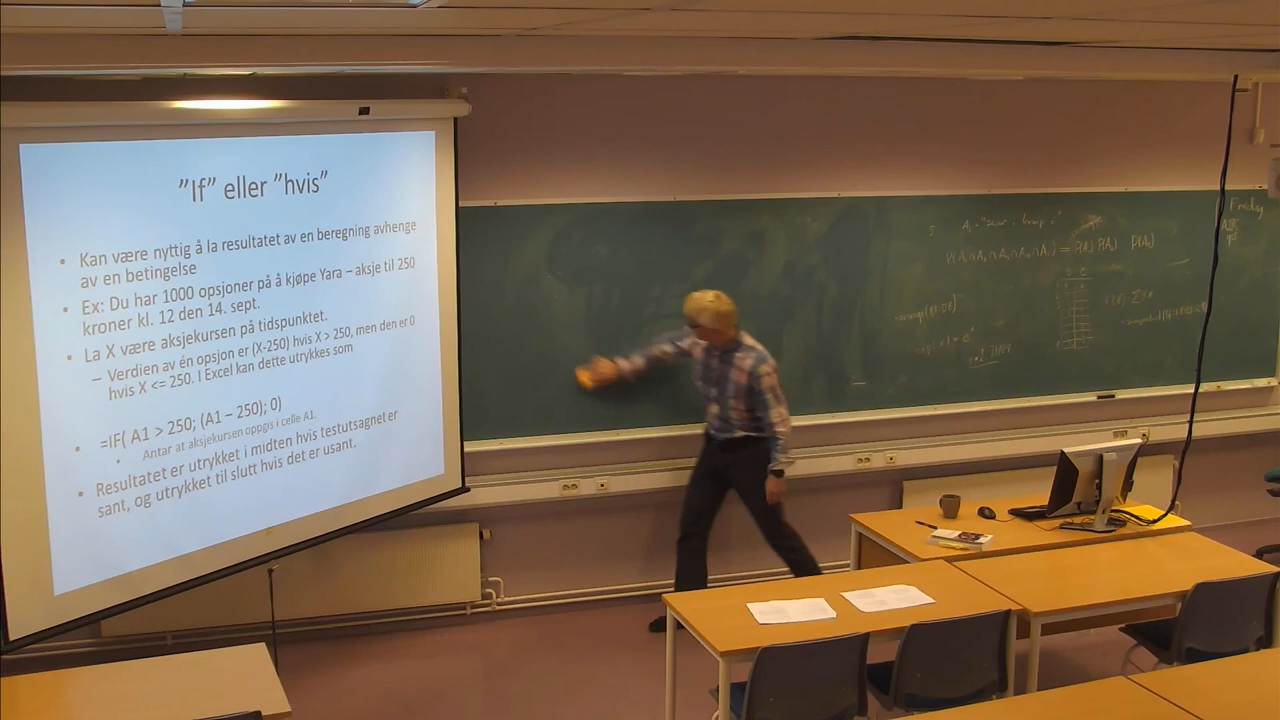 ”If” eller ”hvis”
• Kan være nyttig å la resultatet av en beregning avhenge
av en betingelse
• Ex: Du har 1000 opsjoner på å kjøpe Yara – aksje til 250
kroner kl. 12 den 14. sept.
• La X være aksjekursen på tidspunktet.
– Verdien av én opsjon er (X-250) hvis X > 250, men den er 0
hvis X <= 250. I Excel kan dette utrykkes som
• =IF( A1 > 250; (A1 – 250); 0)
• Antar at aksjekursen oppgis i celle A1.
• Resultatet er utrykket i midten hvis testutsagnet er
sant, og utrykket til slutt hvis det er usant.
Fredag